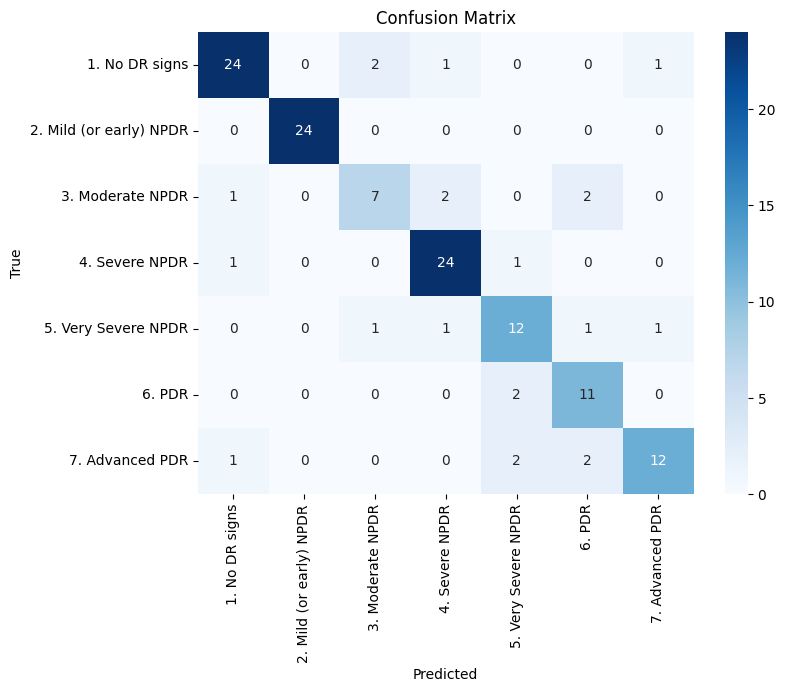 Confusion Matrix
True
1. No DR signs 24 0 2 1 0 0 1
2. Mild (or early) NPDR 0 24 0 0 0 0 0
3. Moderate NPDR 1 0 7 2 0 2 0
4. Severe NPDR 1 0 0 24 1 0 0
5. Very Severe NPDR 0 0 1 1 12 1 1
6. PDR 0 0 0 0 2 11 0
7. Advanced PDR 1 0 0 0 2 2 12
1. No DR signs
2. Mild (or early) NPDR
3. Moderate NPDR
4. Severe NPDR
5. Very Severe NPDR
6. PDR
7. Advanced PDR
Predicted
20
15
10
5
0